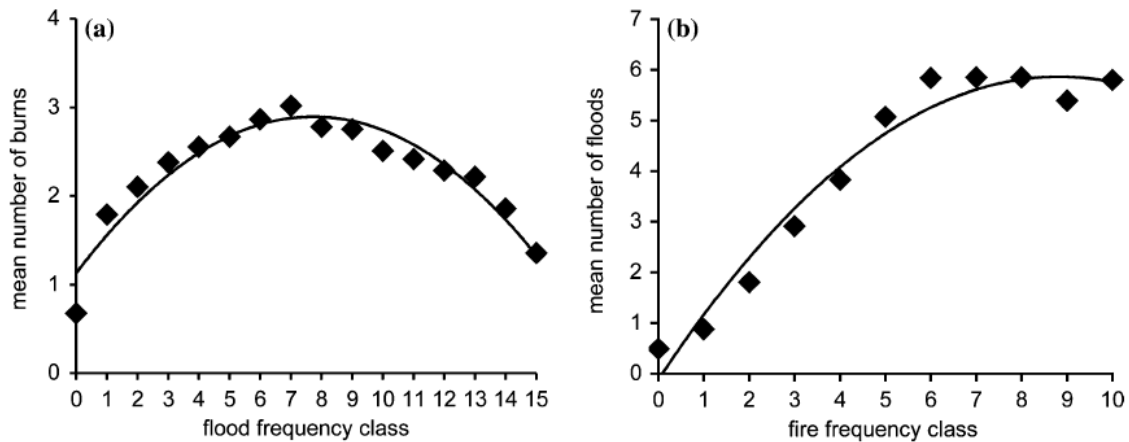 (a)
mean number of burns
4
3
2
1
0
0 1 2 3 4 5 6 7 8 9 10 11 12 13 14 15
flood frequency class
(b)
mean number of floods
7
6
5
4
3
2
1
0
0 1 2 3 4 5 6 7 8 9 10
fire frequency class